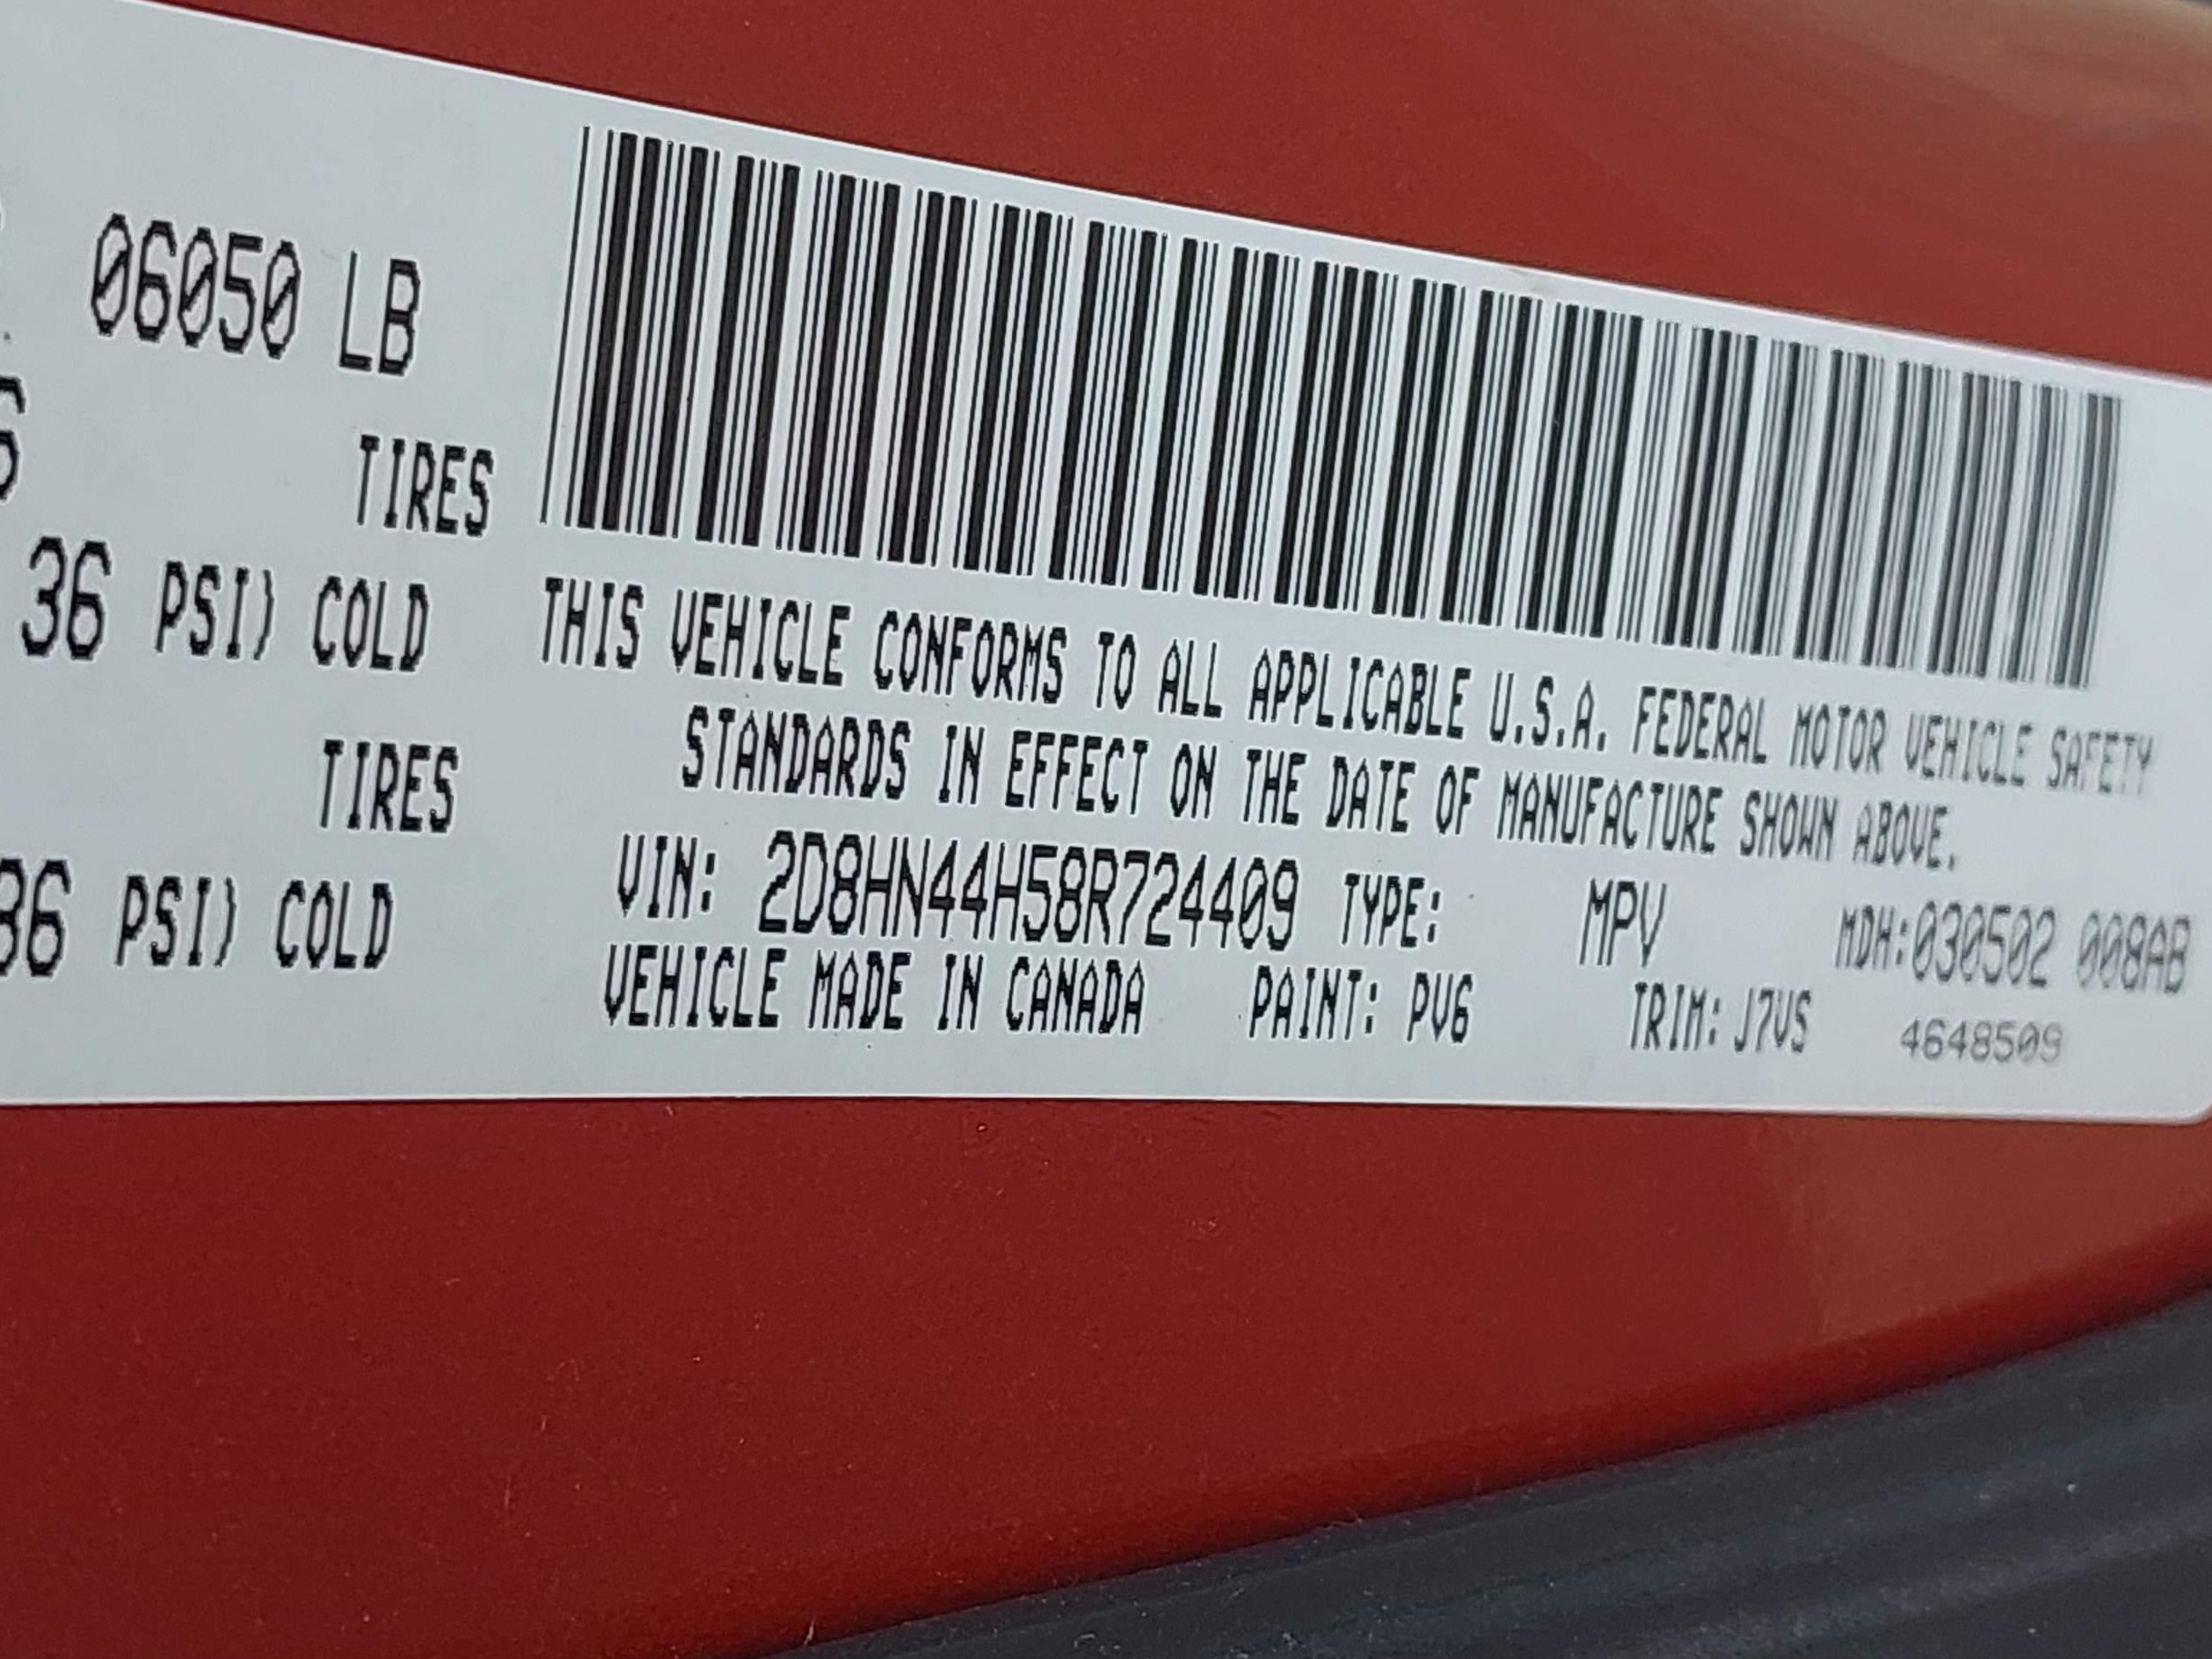 06050 LB
TIRES
36 PSI) COLD
TIRES
36 PSI) COLD
THIS VEHICLE CONFORMS TO ALL APPLICABLE U.S.A. FEDERAL MOTOR VEHICLE SAFETY
STANDARDS IN EFFECT ON THE DATE OF MANUFACTURE SHOWN ABOVE.
VIN: 2D8HN44H58R724409 TYPE: MPV MDH:030502 008AB
VEHICLE MADE IN CANADA PAINT: PV6 TRIM: J7US 4648509